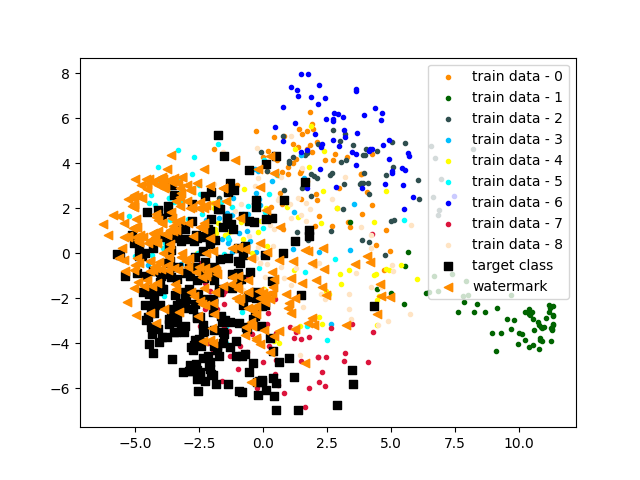 8
6
4
2
0
−2
−4
−6
−5.0 −2.5 0.0 2.5 5.0 7.5 10.0
train data - 0
train data - 1
train data - 2
train data - 3
train data - 4
train data - 5
train data - 6
train data - 7
train data - 8
target class
watermark